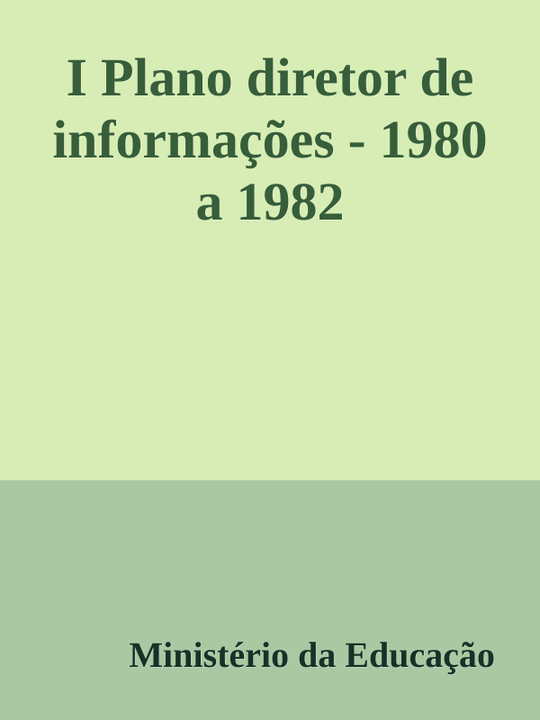 I Plano diretor de
informações - 1980
a 1982
Ministério da Educação